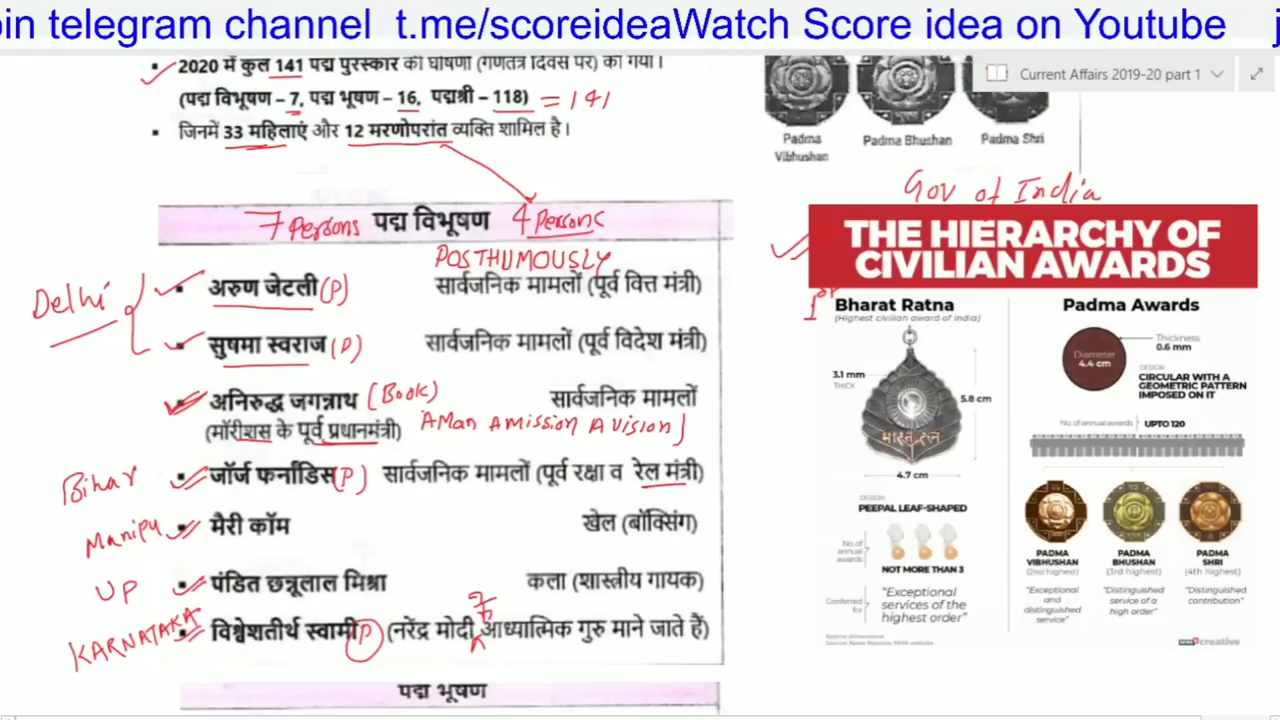 in telegram channel t.me/scoreideaWatch Score idea on Youtube j
Current Affairs 2019-20 part 1
2020 में कुल 141 पद्म पुरस्कार की घोषणा (गणतंत्र दिवस पर) की गयी।
(पद्म विभूषण – 7, पद्म भूषण – 16, पद्मश्री – 118) = 141
जिनमें 33 महिलाएं और 12 मरणोपरांत व्यक्ति शामिल है।
7 Persons पद्म विभूषण 4 Persons
POSTHUMOUSLY
Delhi
अरुण जेटली (P) सार्वजनिक मामलों (पूर्व वित्त मंत्री)
सुषमा स्वराज (P) सार्वजनिक मामलों (पूर्व विदेश मंत्री)
अनिरुद्ध जगन्नाथ (Book) सार्वजनिक मामलों
(मॉरीशस के पूर्व प्रधानमंत्री) A Man A mission A vision)
Bihar जॉर्ज फर्नांडिस (P) सार्वजनिक मामलों (पूर्व रक्षा व रेल मंत्री)
Manipu मैरी कॉम खेल (बॉक्सिंग)
UP पंडित छन्नूलाल मिश्रा कला (शास्त्रीय गायक)
KARNATAKA विश्वेशतीर्थ स्वामी P (नरेंद्र मोदी के आध्यात्मिक गुरु माने जाते हैं)
पद्म भूषण
Padma Vibhushan
Padma Bhushan
Padma Shri
Gov of India
THE HIERARCHY OF
CIVILIAN AWARDS
1st
Bharat Ratna
(Highest civilian award of india)
3.1 mm
THICK
5.8 cm
भारत रत्न
4.7 cm
DESIGN
PEEPAL LEAF-SHAPED
No. of annual awards
NOT MORE THAN 3
Conferred for
"Exceptional
services of the
highest order"
Padma Awards
Diameter
4.4 cm
Thickness
0.6 mm
DESIGN
CIRCULAR WITH A
GEOMETRIC PATTERN
IMPOSED ON IT
No. of annual awards UPTO 120
PADMA
VIBHUSHAN
(2nd highest)
"Exceptional
and
distinguished
service"
PADMA
BHUSHAN
(3rd highest)
"Distinguished
service of a
high order"
PADMA
SHRI
(4th highest)
"Distinguished
contribution"
creative